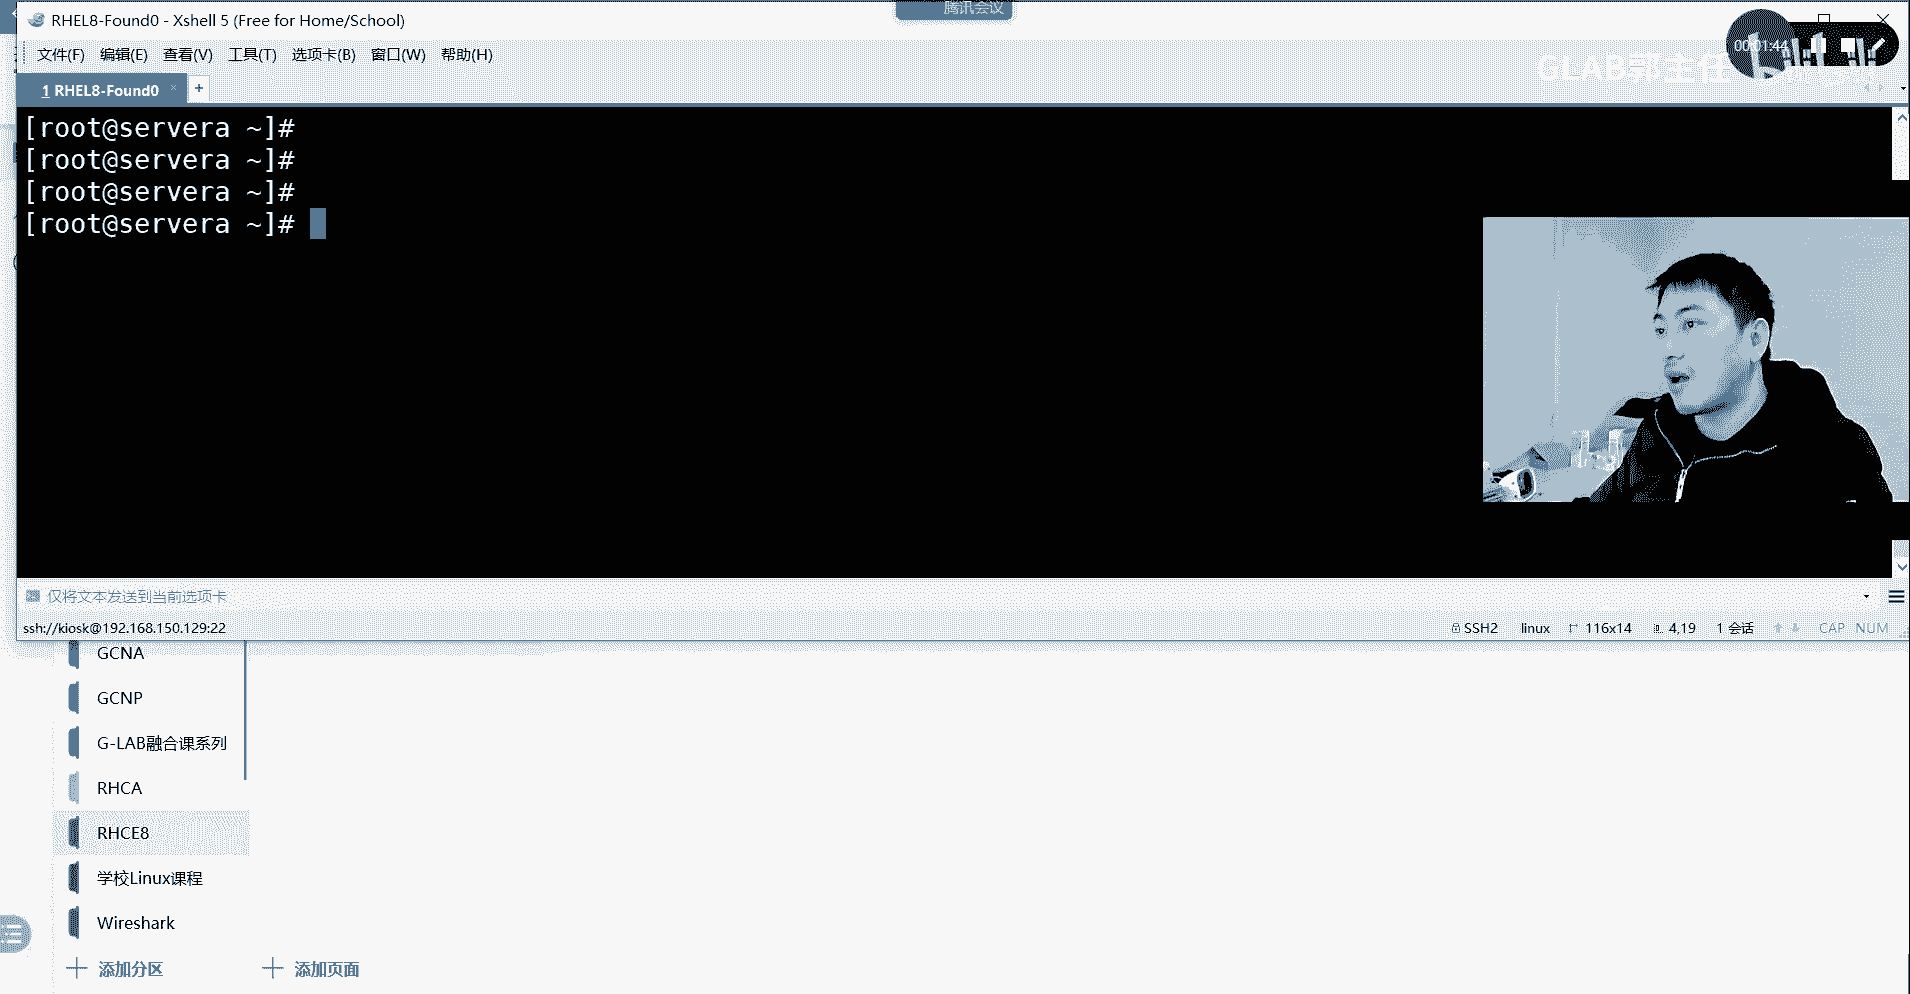 腾讯会议
RHEL8-Found0 - Xshell 5 (Free for Home/School)
00:01:44
GLAB郭主任
文件(F) 编辑(E) 查看(V) 工具(T) 选项卡(B) 窗口(W) 帮助(H)
1 RHEL8-Found0 × +
[root@servera ~]#
[root@servera ~]#
[root@servera ~]#
[root@servera ~]#
仅将文本发送到当前选项卡
ssh://kiosk@192.168.150.129:22 SSH2 linux 116x14 4,19 1 会话 CAP NUM
GCNA
GCNP
G-LAB融合课系列
RHCA
RHCE8
学校Linux课程
Wireshark
添加分区 添加页面